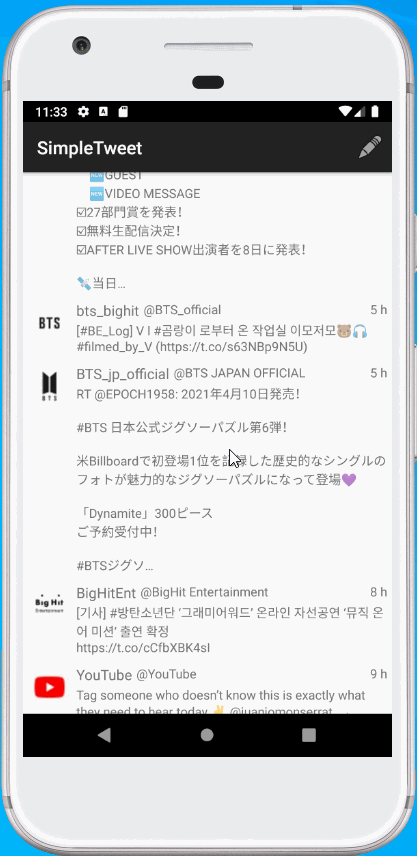 11:33
SimpleTweet
🆕GUEST
🆕VIDEO MESSAGE
☑27部門賞を発表!
☑無料生配信決定!
☑AFTER LIVE SHOW出演者を8日に発表!
🛰当日…
BTS
bts_bighit @BTS_official 5 h
[#BE_Log] V l #곰랑이 로부터 온 작업실 이모저모🐻🎧
#filmed_by_V (https://t.co/s63NBp9N5U)
BTS
BTS_jp_official @BTS JAPAN OFFICIAL 5 h
RT @EPOCH1958: 2021年4月10日発売!
#BTS 日本公式ジグソーパズル第6弾!
米Billboardで初登場1位を記した歴史的なシングルの
フォトが魅力的なジグソーパズルになって登場💜
「Dynamite」300ピース
ご予約受付中!
#BTSジグソ…
Big Hit
BigHitEnt @BigHit Entertainment 8 h
[기사] #방탄소년단 ‘그래미어워드’ 온라인 자선공연 ‘뮤직 온
어 미션’ 출연 확정
https://t.co/cCfbXBK4sI
YouTube @YouTube 9 h
Tag someone who doesn’t know this is exactly what
they need to hear today ✌ @juanjomonserrat